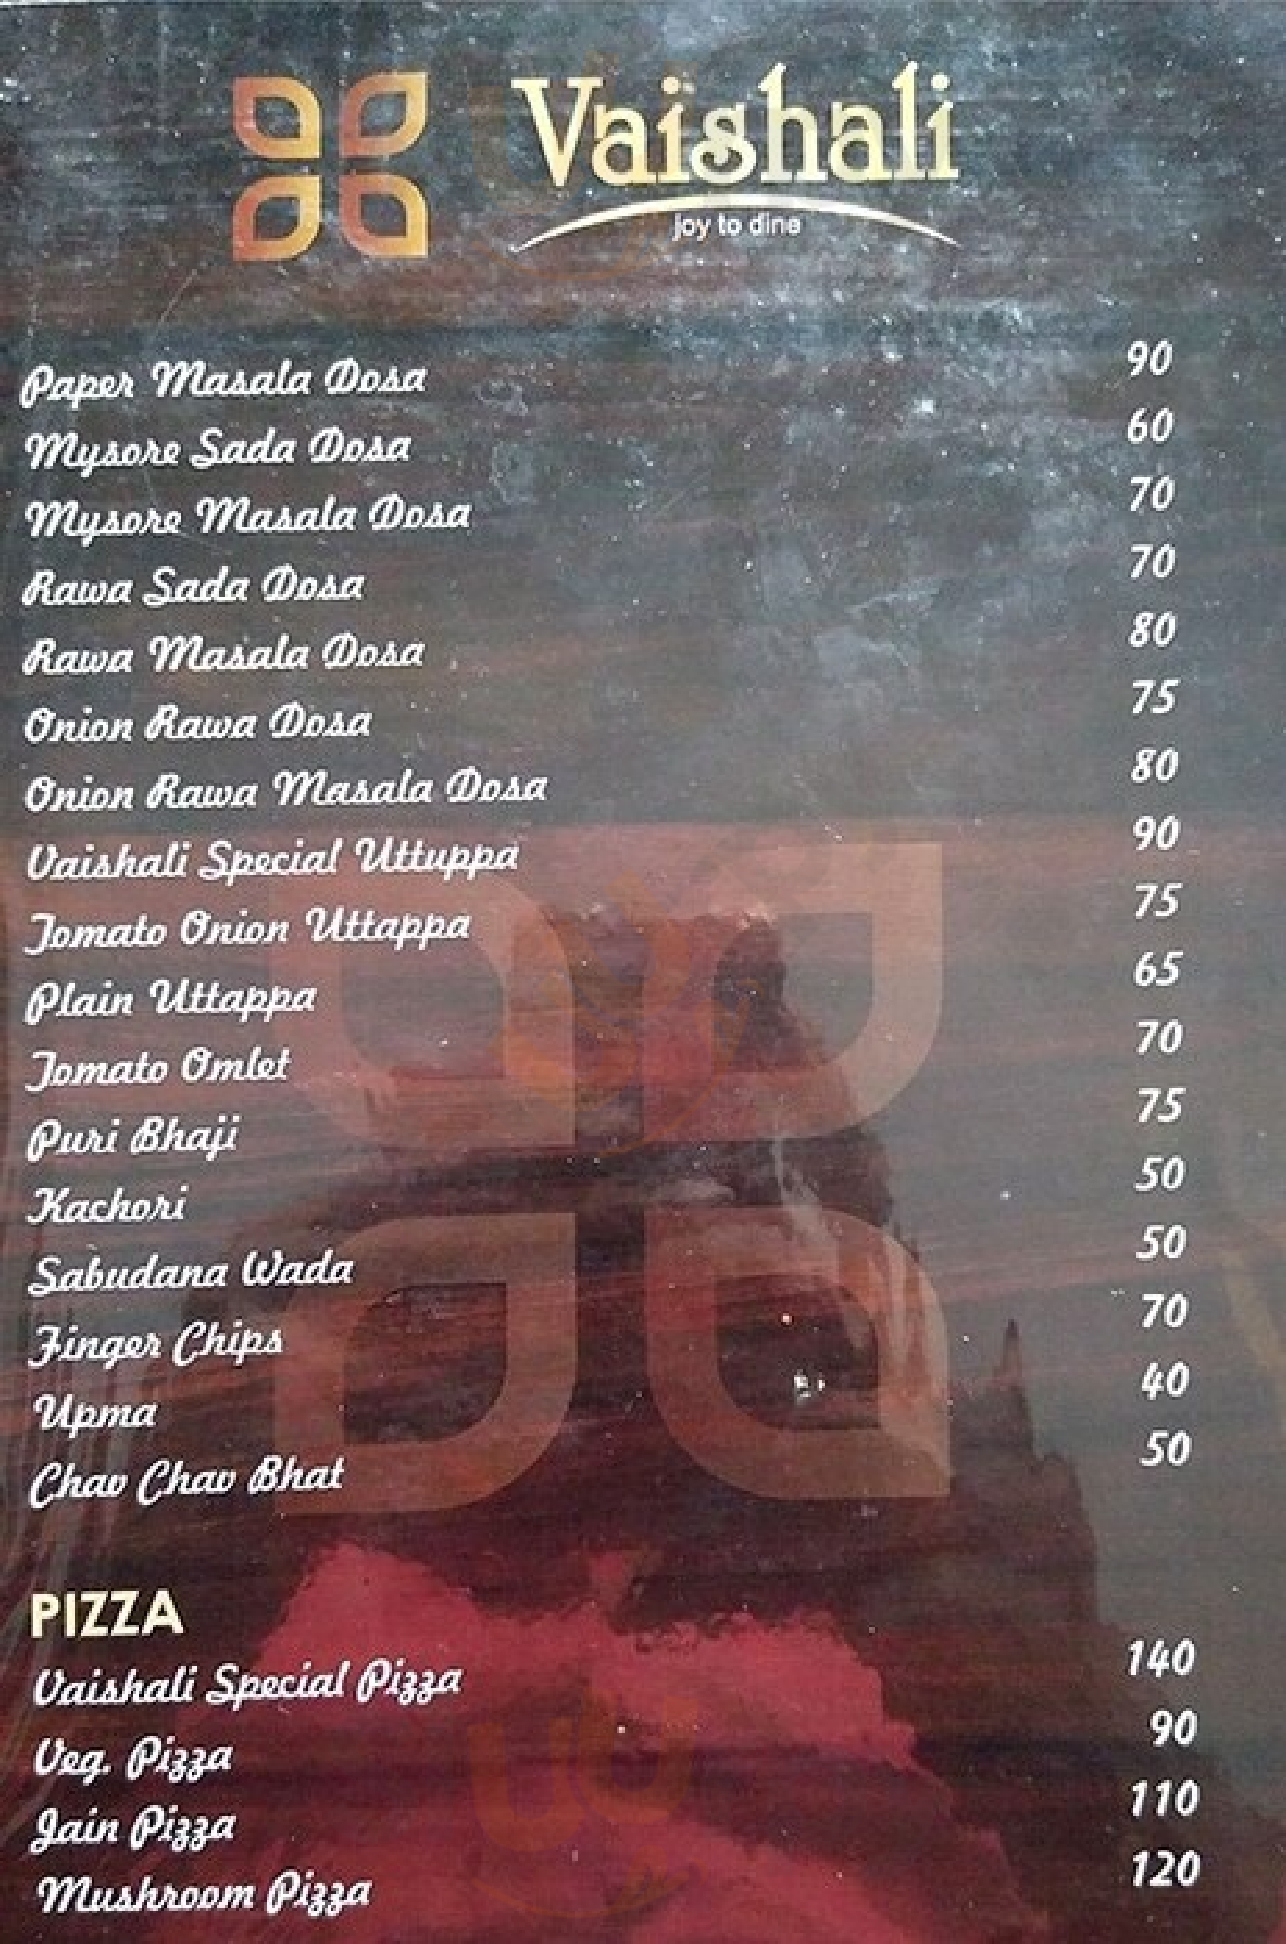 Vaishali
joy to dine
Paper Masala Dosa 90
Mysore Sada Dosa 60
Mysore Masala Dosa 70
Rawa Sada Dosa 70
Rawa Masala Dosa 80
Onion Rawa Dosa 75
Onion Rawa Masala Dosa 80
Vaishali Special Uttuppa 90
Tomato Onion Uttappa 75
Plain Uttappa 65
Tomato Omlet 70
Puri Bhaji 75
Kachori 50
Sabudana Wada 50
Finger Chips 70
Upma 40
Chav Chav Bhat 50
PIZZA
Vaishali Special Pizza 140
Veg. Pizza 90
Jain Pizza 110
Mushroom Pizza 120